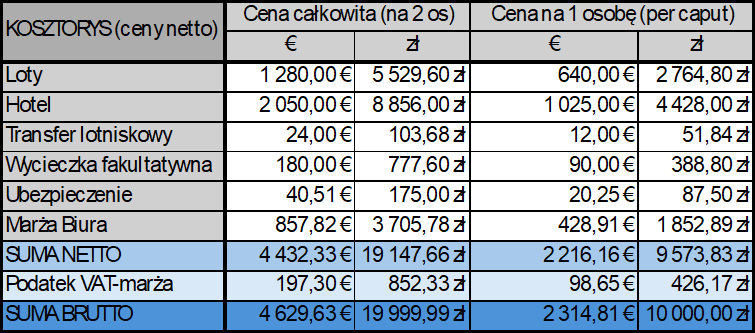 KOSZTORYS (ceny netto) Cena całkowita (na 2 os) Cena na 1 osobę (per caput)
€ zł € zł
Loty 1 280,00 € 5 529,60 zł 640,00 € 2 764,80 zł
Hotel 2 050,00 € 8 856,00 zł 1 025,00 € 4 428,00 zł
Transfer lotniskowy 24,00 € 103,68 zł 12,00 € 51,84 zł
Wycieczka fakultatywna 180,00 € 777,60 zł 90,00 € 388,80 zł
Ubezpieczenie 40,51 € 175,00 zł 20,25 € 87,50 zł
Marża Biura 857,82 € 3 705,78 zł 428,91 € 1 852,89 zł
SUMA NETTO 4 432,33 € 19 147,66 zł 2 216,16 € 9 573,83 zł
Podatek VAT-marża 197,30 € 852,33 zł 98,65 € 426,17 zł
SUMA BRUTTO 4 629,63 € 19 999,99 zł 2 314,81 € 10 000,00 zł